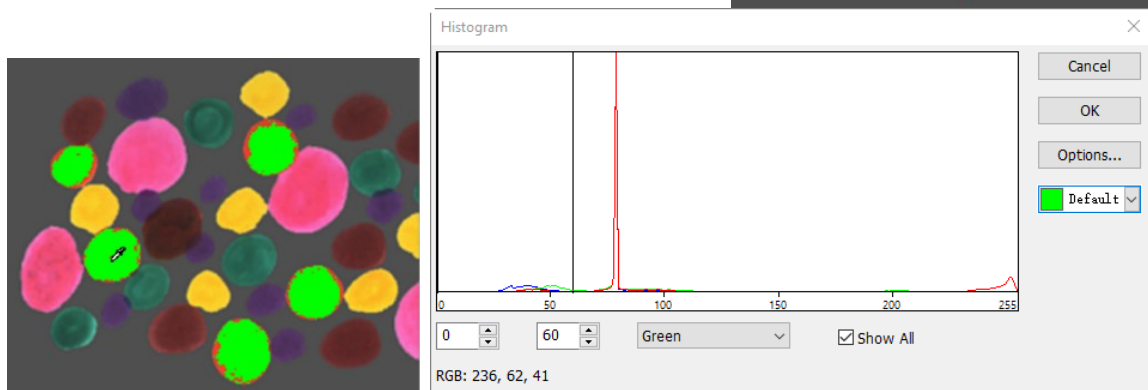 Histogram
Cancel
OK
Options...
Default
0 50 100 150 200 255
0 60 Green Show All
RGB: 236, 62, 41